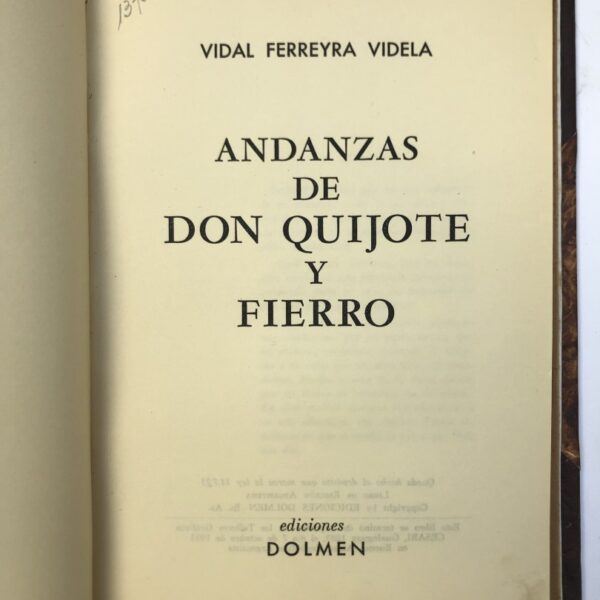 VIDAL FERREYRA VIDELA
ANDANZAS
DE
DON QUIJOTE
Y
FIERRO
ediciones
DOLMEN